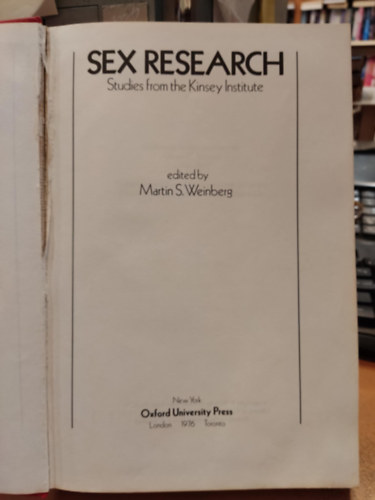 SEX RESEARCH
Studies from the Kinsey Institute
edited by
Martin S. Weinberg
New York
Oxford University Press
London 1976 Toronto